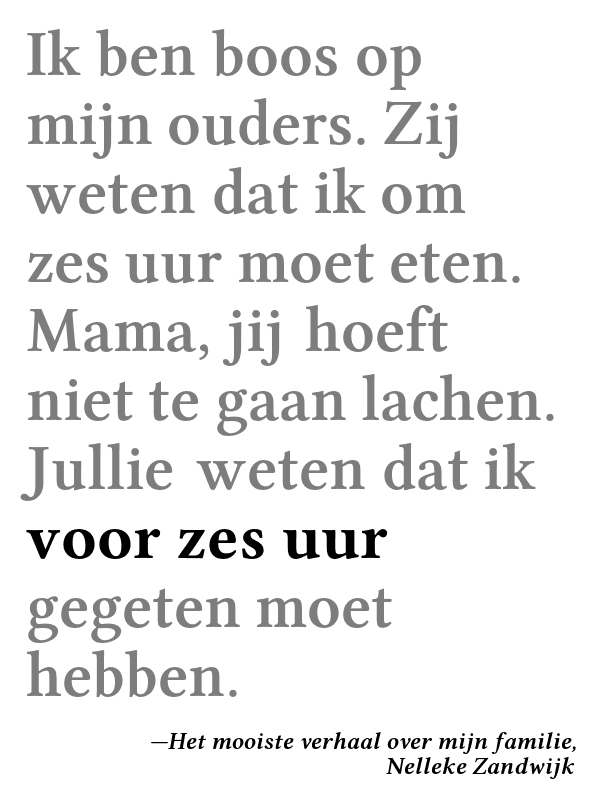 Ik ben boos op
mijn ouders. Zij
weten dat ik om
zes uur moet eten.
Mama, jij hoeft
niet te gaan lachen.
Jullie weten dat ik
voor zes uur
gegeten moet
hebben.
—Het mooiste verhaal over mijn familie,
Nelleke Zandwijk